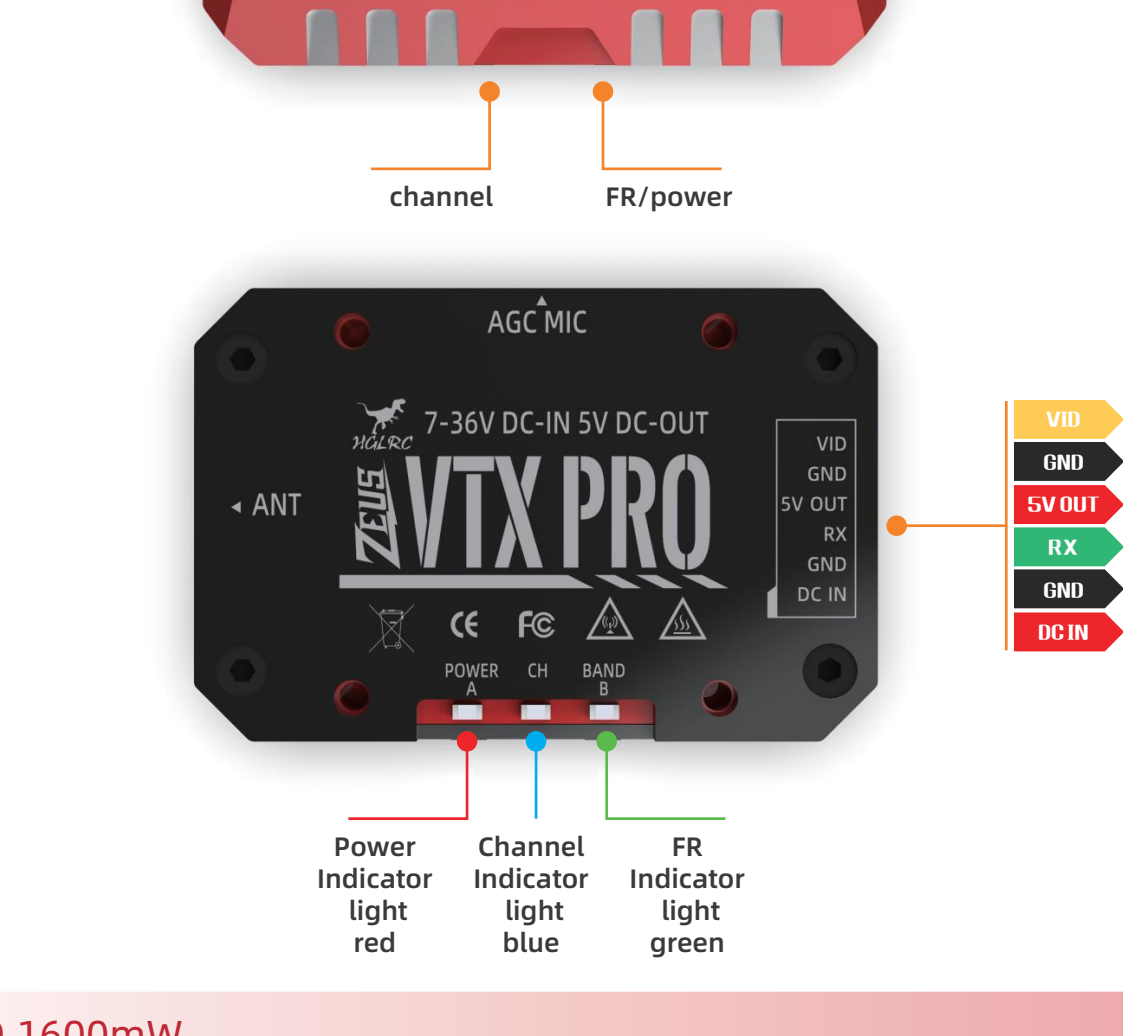 channel
FR/power
AGC MIC
HGLRC
7-36V DC-IN 5V DC-OUT
ZEUS
VTX PRO
ANT
VID
GND
5V OUT
RX
GND
DC IN
VID
GND
5V OUT
RX
GND
DC IN
CE
FC
POWER
A
CH
BAND
B
Power
Indicator
light
red
Channel
Indicator
light
blue
FR
Indicator
light
green
1600mW